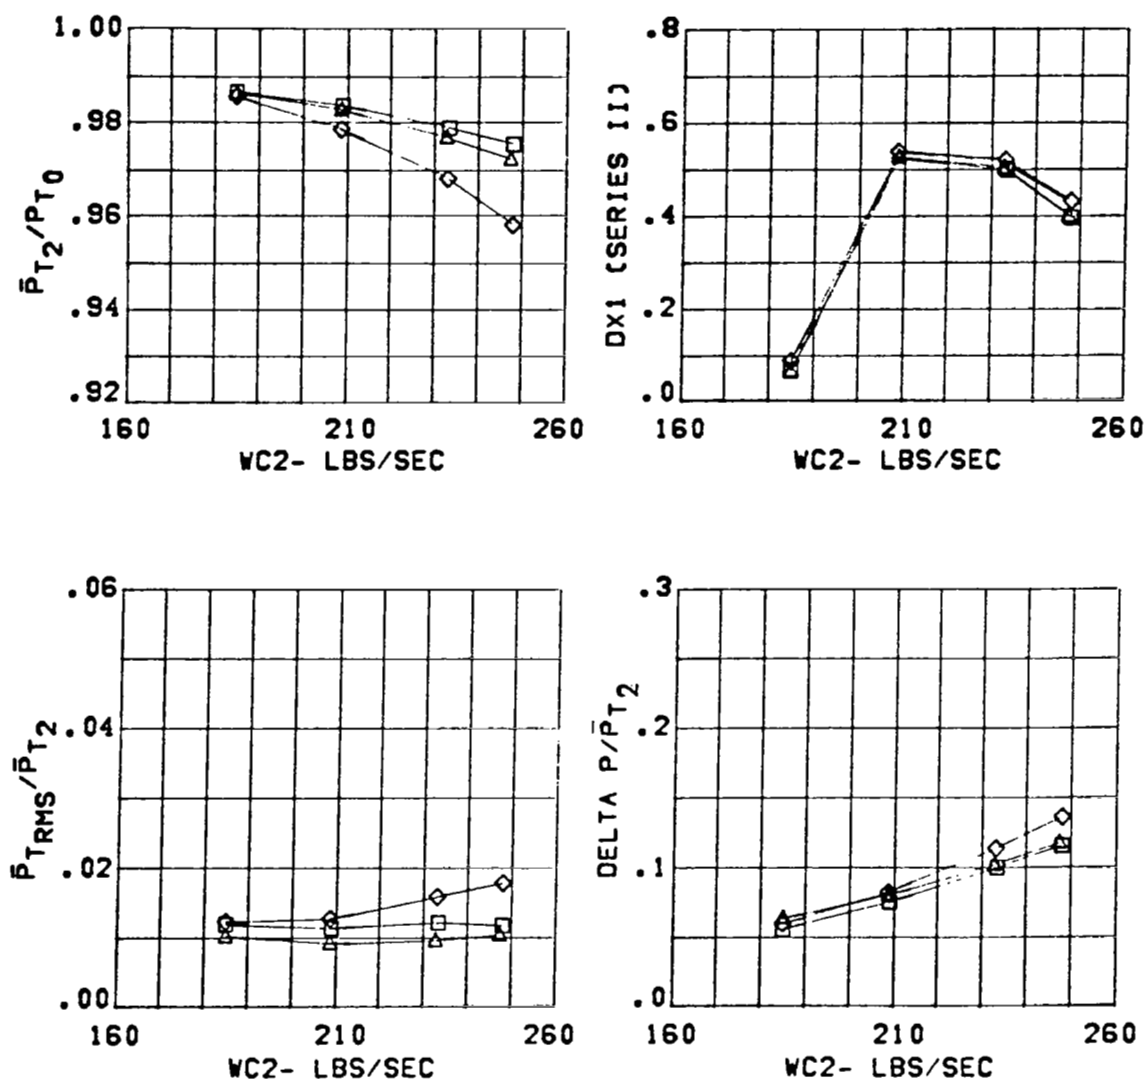 P̄T2/PT0
1.00
.98
.96
.94
.92
160 210 260
WC2- LBS/SEC
DX1 (SERIES II)
.8
.6
.4
.2
.0
160 210 260
WC2- LBS/SEC
P̄TRMS/P̄T2
.06
.04
.02
.00
160 210 260
WC2- LBS/SEC
DELTA P/P̄T2
.3
.2
.1
.0
160 210 260
WC2- LBS/SEC